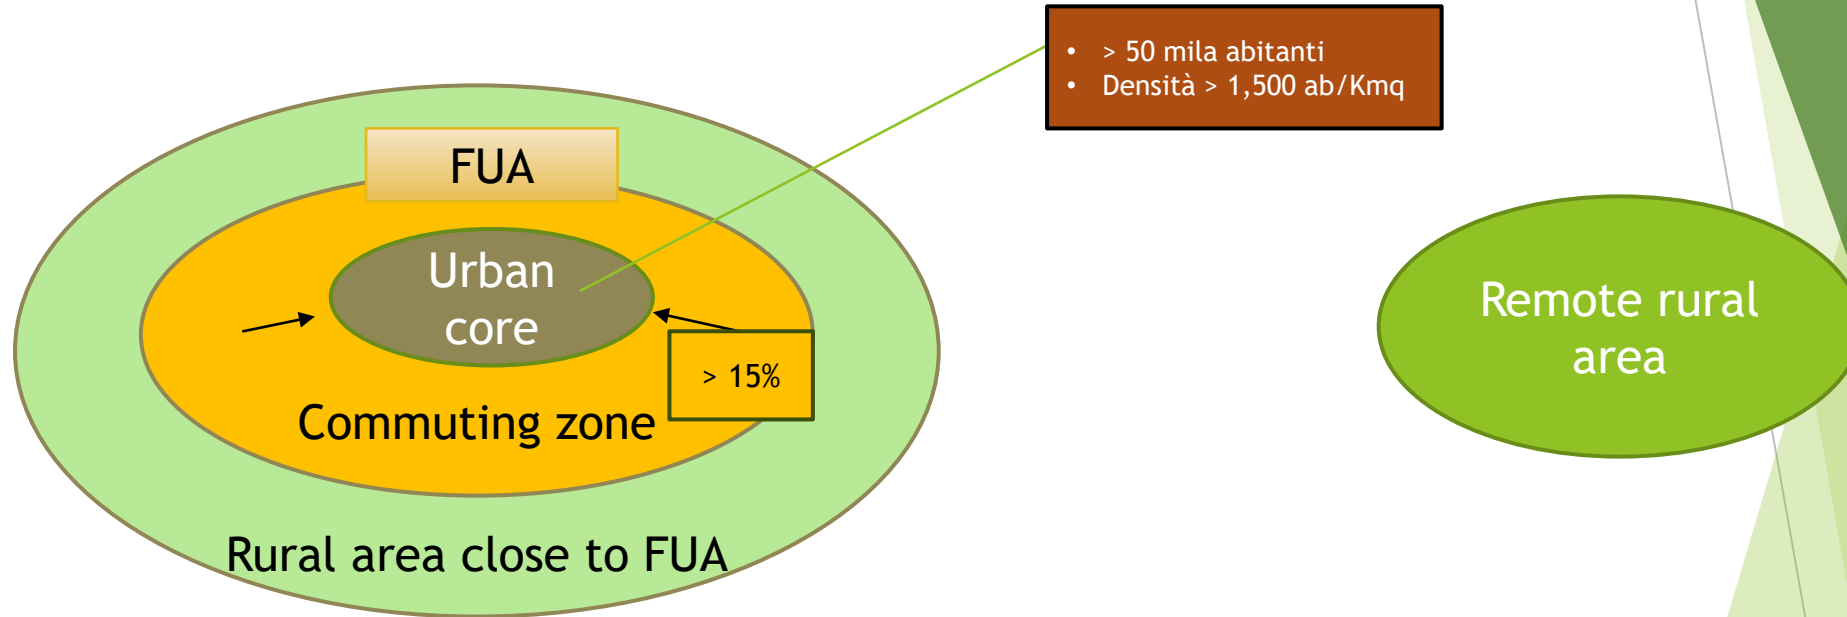 • > 50 mila abitanti
• Densità > 1,500 ab/Kmq
FUA
Urban
core
> 15%
Commuting zone
Rural area close to FUA
Remote rural
area